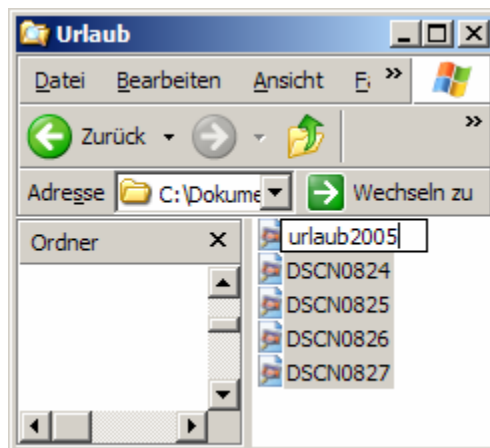 Urlaub
Datei Bearbeiten Ansicht »
Zurück »
Adresse C:\Dokume Wechseln zu
Ordner X
urlaub2005
DSCN0824
DSCN0825
DSCN0826
DSCN0827